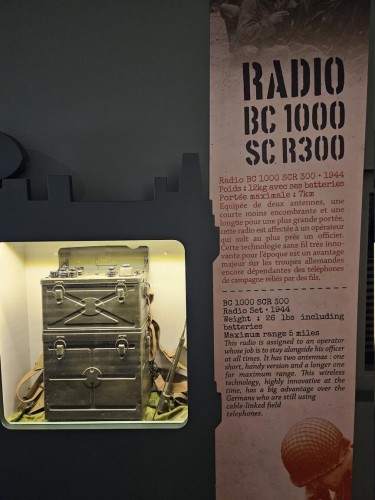 RADIO
BC 1000
SCR300
Radio BC 1000 SCR 300 • 1944
Poids : 12kg avec ses batteries
Portée maximale : 7km
Equipée de deux antennes, une
courte moins encombrante et une
longue pour une plus grande portée,
cette radio est affectée à un opérateur
qui suit au plus près un officier.
Cette technologie sans fil très inno-
vante pour l'époque est un avantage
majeur sur les troupes allemandes
encore dépendantes des téléphones
de campagne reliés par des fils.
BC 1000 SCR 300
Radio Set • 1944
Weight : 26 lbs including
batteries
Maximum range 5 miles
This radio is assigned to an operator
whose job is to stay alongside his officer
at all times. It has two antennas : one
short, handy version and a longer one
for maximum range. This wireless
technology, highly innovative at the
time, has a big advantage over the
Germans who are still using
cable-linked field
telephones.